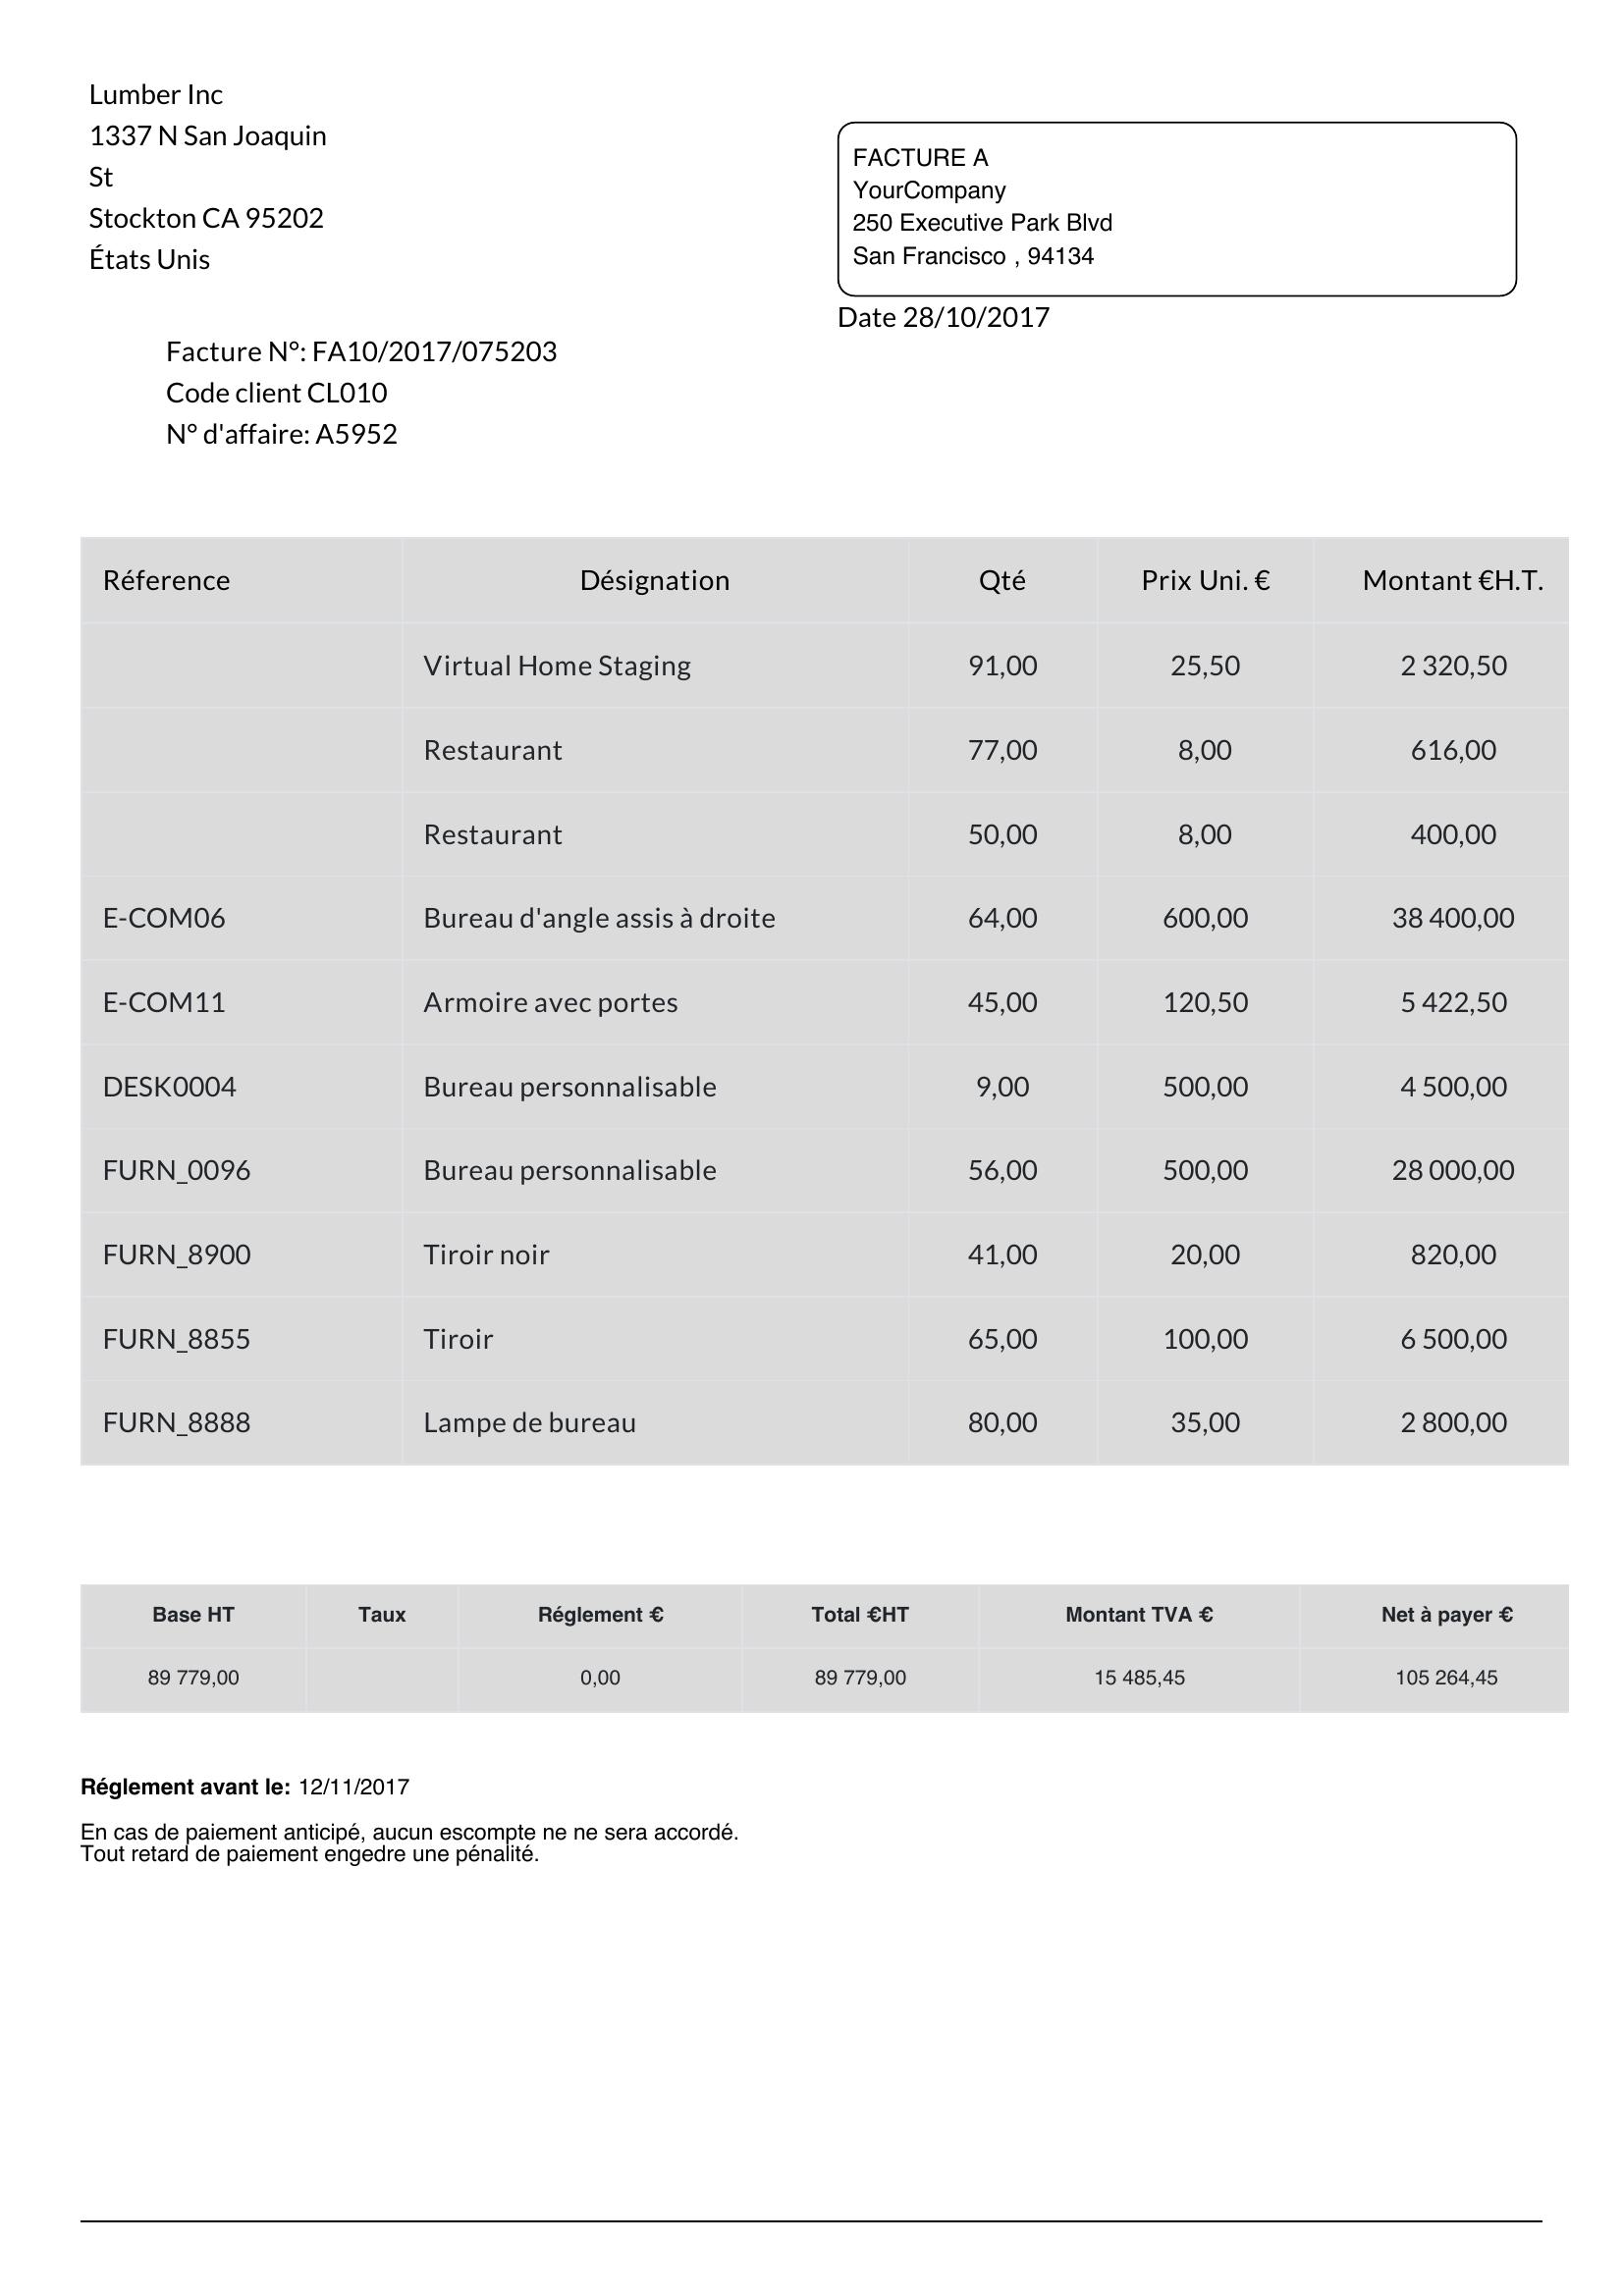 Lumber Inc
1337 N San Joaquin
St
Stockton CA 95202
États Unis
FACTURE A
YourCompany
250 Executive Park Blvd
San Francisco , 94134
Date 28/10/2017
Facture N°: FA10/2017/075203
Code client CL010
N° d'affaire: A5952
Réference Désignation Qté Prix Uni. € Montant €H.T.
Virtual Home Staging 91,00 25,50 2 320,50
Restaurant 77,00 8,00 616,00
Restaurant 50,00 8,00 400,00
E-COM06 Bureau d'angle assis à droite 64,00 600,00 38 400,00
E-COM11 Armoire avec portes 45,00 120,50 5 422,50
DESK0004 Bureau personnalisable 9,00 500,00 4 500,00
FURN_0096 Bureau personnalisable 56,00 500,00 28 000,00
FURN_8900 Tiroir noir 41,00 20,00 820,00
FURN_8855 Tiroir 65,00 100,00 6 500,00
FURN_8888 Lampe de bureau 80,00 35,00 2 800,00
Base HT Taux Réglement € Total €HT Montant TVA € Net à payer €
89 779,00 0,00 89 779,00 15 485,45 105 264,45
Réglement avant le: 12/11/2017
En cas de paiement anticipé, aucun escompte ne ne sera accordé.
Tout retard de paiement engedre une pénalité.